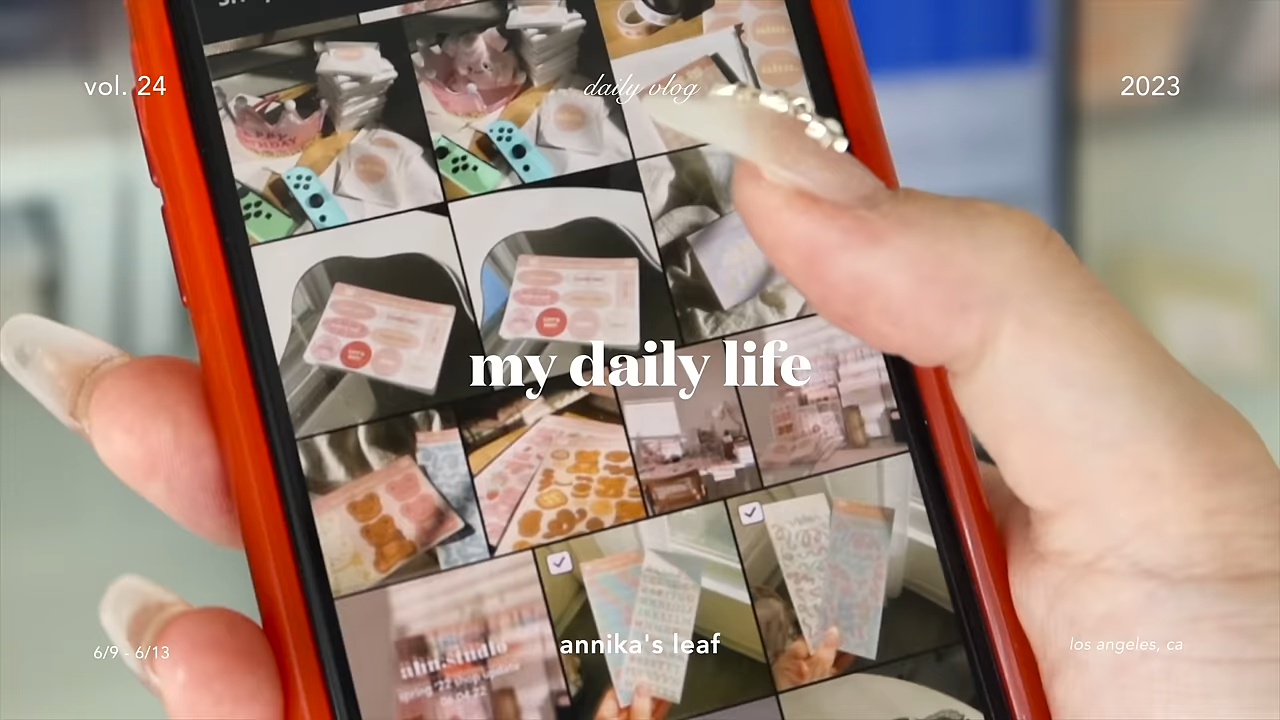 vol. 24
daily vlog
2023
my daily life
annika's leaf
6/9 - 6/13
los angeles, ca